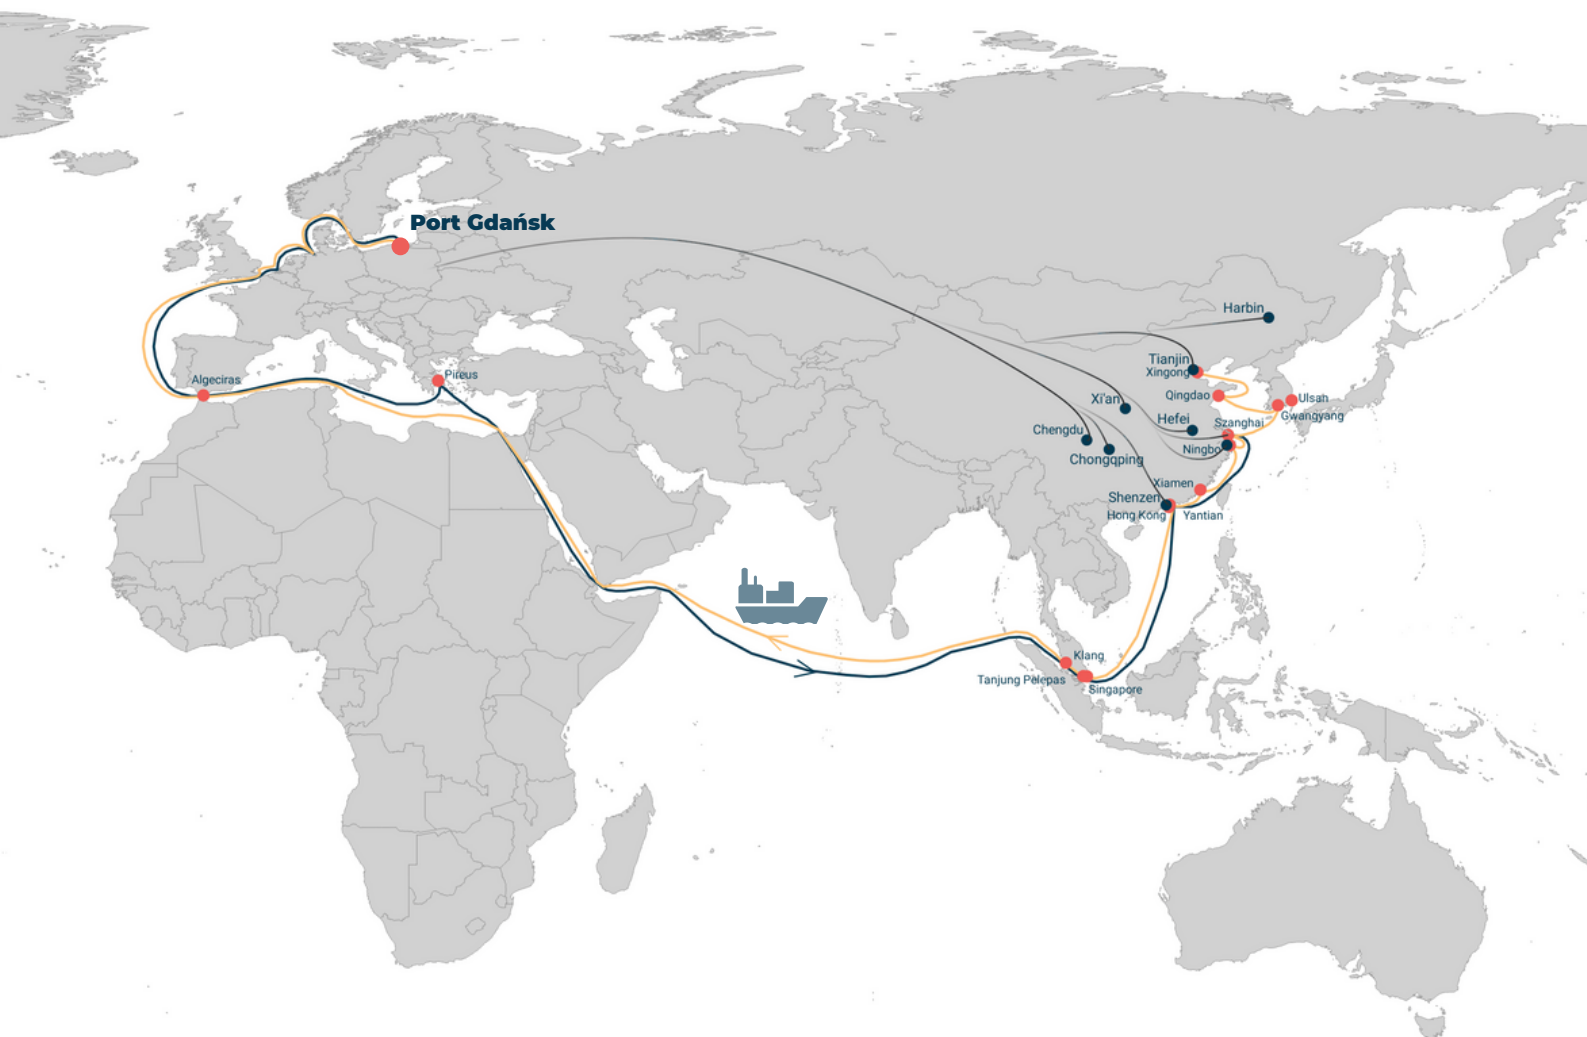 Port Gdańsk
Harbin
Tianjin
Xingong
Pireus
Algeciras
Qingdao
Ulsah
Xi'an
Gwangyang
Hefei
Szanghai
Chengdu
Ningbo
Chongqping
Xiamen
Shenzen
Hong Kong
Yantian
Klang
Tanjung Pelepas
Singapore